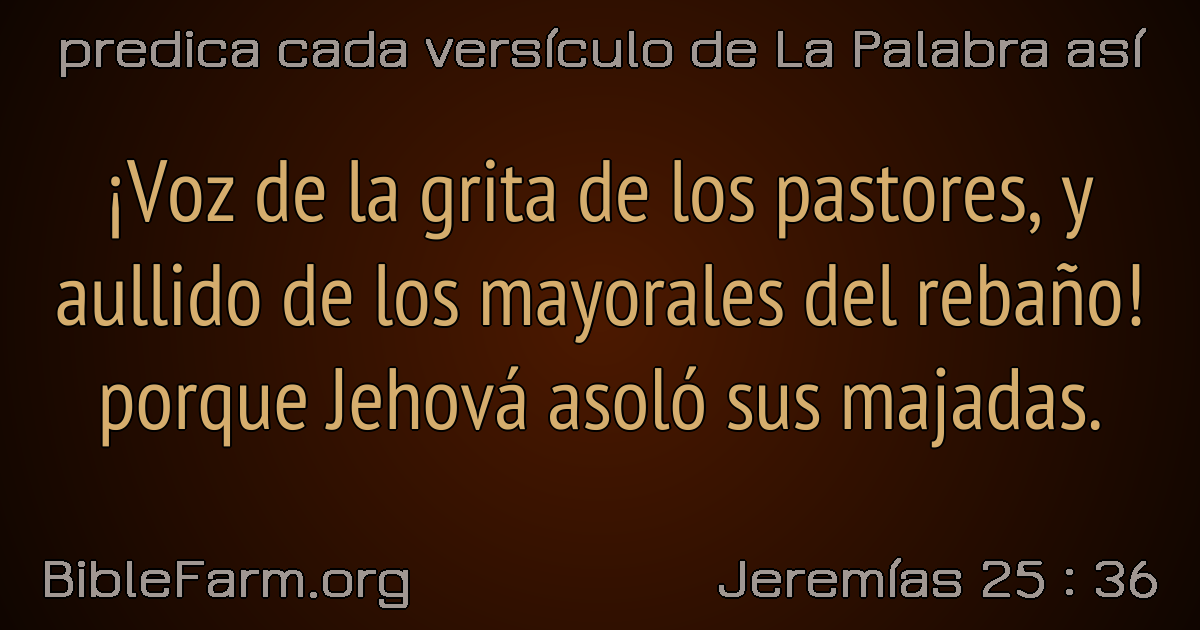 predica cada versículo de La Palabra así
¡Voz de la grita de los pastores, y
aullido de los mayorales del rebaño!
porque Jehová asoló sus majadas.
BibleFarm.org
Jeremías 25 : 36